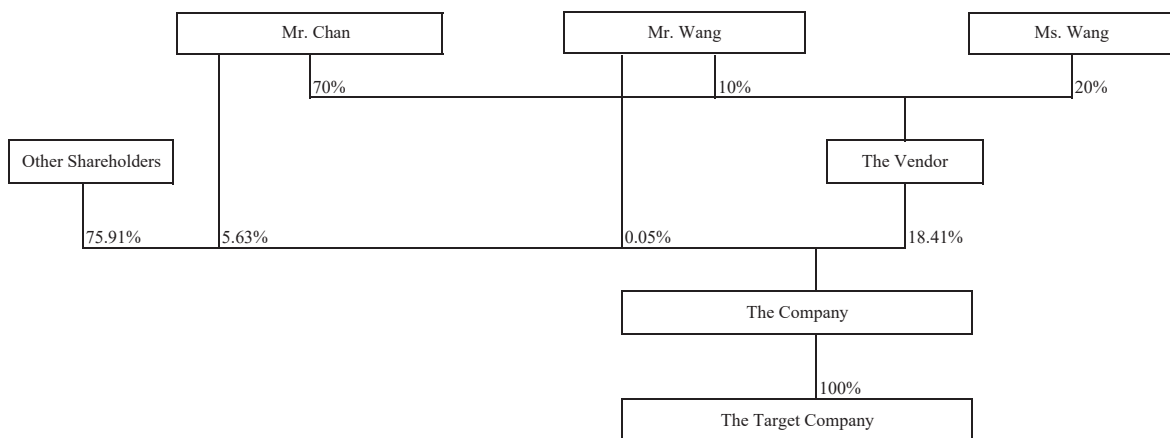 Mr. Chan
Mr. Wang
Ms. Wang
70%
10%
20%
Other Shareholders
The Vendor
75.91%
5.63%
0.05%
18.41%
The Company
100%
The Target Company